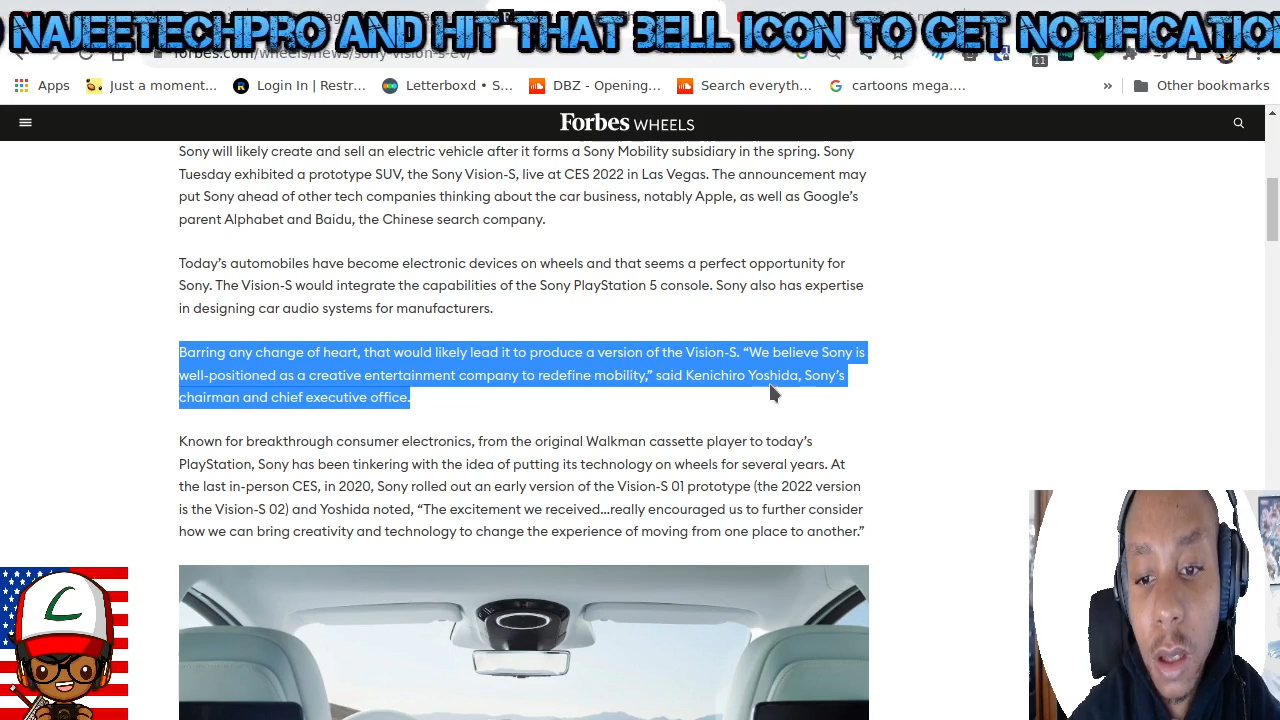 NAJEETECHPRO AND HIT THAT BELL ICON TO GET NOTIFICATION
forbes.com/wheels/news/sony-vision-s-ev/
11
Apps
Just a moment...
Login In | Restr...
Letterboxd • S...
DBZ - Opening...
Search everyth...
cartoons mega....
»
Other bookmarks
Forbes WHEELS
Sony will likely create and sell an electric vehicle after it forms a Sony Mobility subsidiary in the spring. Sony
Tuesday exhibited a prototype SUV, the Sony Vision-S, live at CES 2022 in Las Vegas. The announcement may
put Sony ahead of other tech companies thinking about the car business, notably Apple, as well as Google’s
parent Alphabet and Baidu, the Chinese search company.
Today’s automobiles have become electronic devices on wheels and that seems a perfect opportunity for
Sony. The Vision-S would integrate the capabilities of the Sony PlayStation 5 console. Sony also has expertise
in designing car audio systems for manufacturers.
Barring any change of heart, that would likely lead it to produce a version of the Vision-S. “We believe Sony is
well-positioned as a creative entertainment company to redefine mobility,” said Kenichiro Yoshida, Sony’s
chairman and chief executive office.
Known for breakthrough consumer electronics, from the original Walkman cassette player to today’s
PlayStation, Sony has been tinkering with the idea of putting its technology on wheels for several years. At
the last in-person CES, in 2020, Sony rolled out an early version of the Vision-S 01 prototype (the 2022 version
is the Vision-S 02) and Yoshida noted, “The excitement we received...really encouraged us to further consider
how we can bring creativity and technology to change the experience of moving from one place to another.”